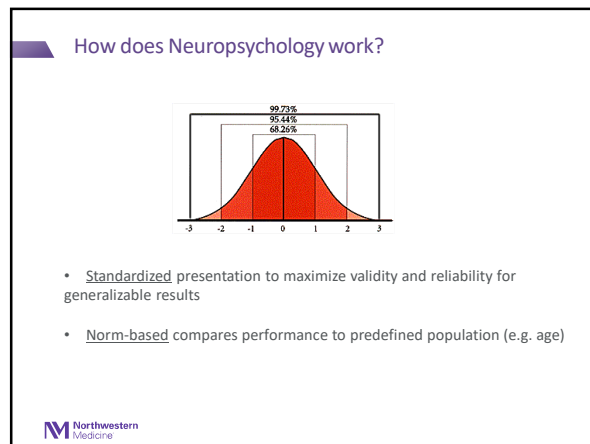 How does Neuropsychology work?
99.73%
95.44%
68.26%
-3 -2 -1 0 1 2 3
• Standardized presentation to maximize validity and reliability for
generalizable results
• Norm-based compares performance to predefined population (e.g. age)
NM Northwestern
Medicine